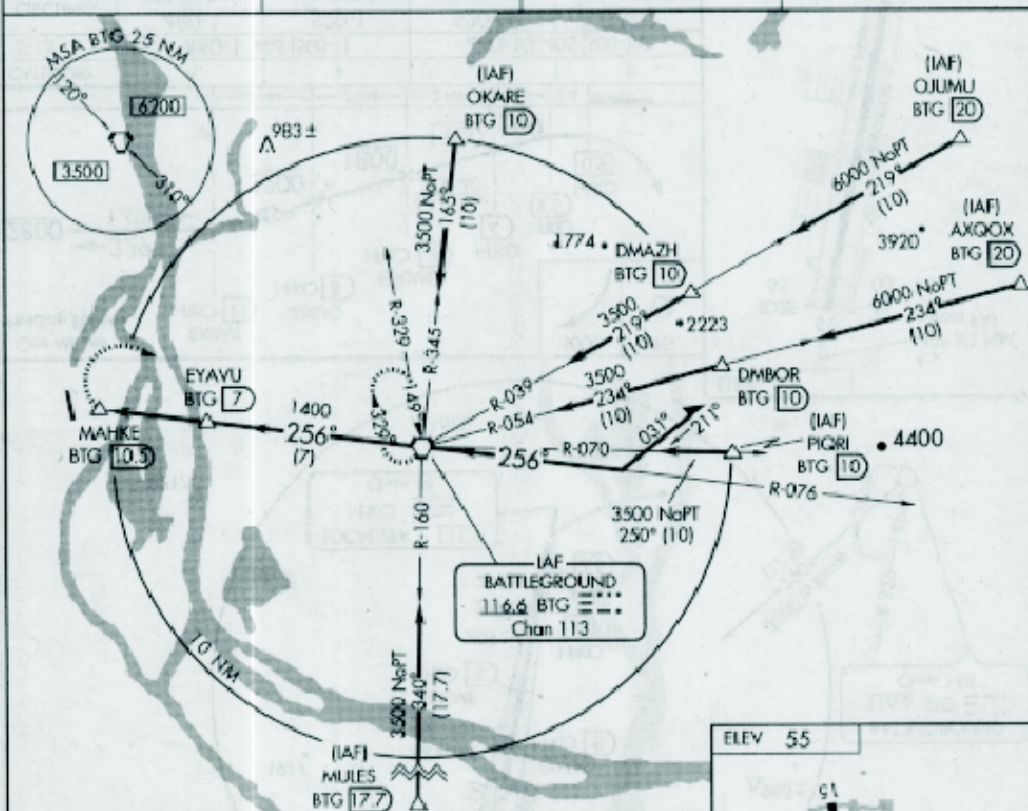 MSA BTG 25 NM
120°
6200
3500
310°
983 ±
(IAF)
OKARE
BTG 10
(IAF)
OJUMU
BTG 20
6000 NoPT
219°
(10)
3920
(IAF)
AXQOX
BTG 20
6000 NoPT
234°
(10)
3500 NoPT
165°
(10)
1774
DMAZH
BTG 10
3500
219°
(10)
2223
R-329
R-345
R-039
3500
234°
(10)
R-054
DMBOR
BTG 10
EYAVU
BTG 7
1400
256°
(7)
149°
329°
MAHKE
BTG 10.5
256°
R-070
031°
211°
(IAF)
PIQRI
BTG 10
4400
R-076
3500 NoPT
250° (10)
R-160
IAF
BATTLEGROUND
116.6 BTG
Chan 113
10 NM
3500 NoPT
340°
(17.7)
(IAF)
MULES
BTG 17.7
ELEV 55